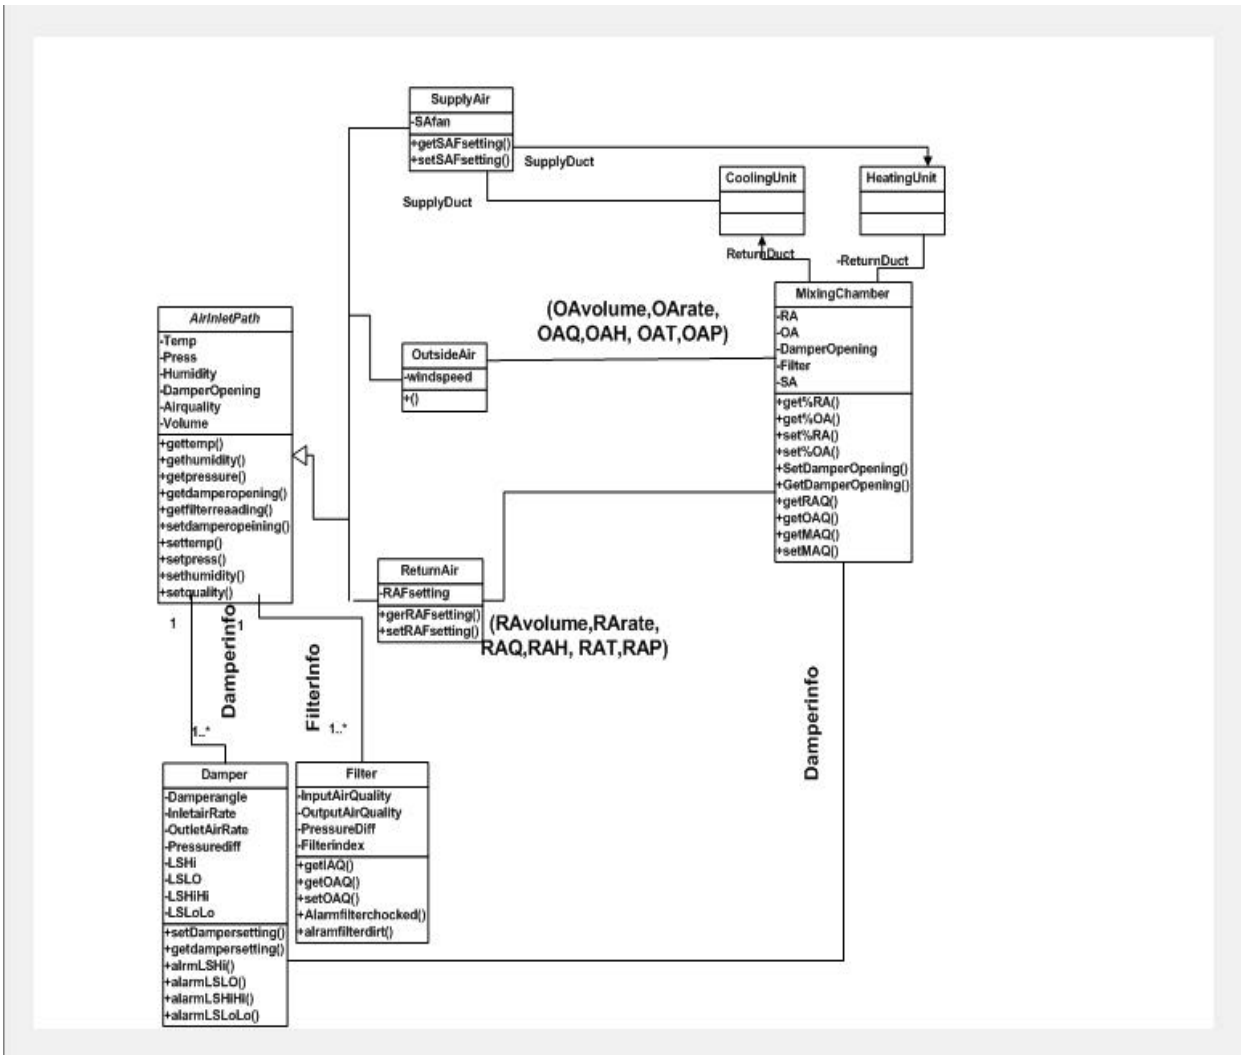 SupplyAir
-SAfan
+getSAFsetting()
+setSAFsetting()
SupplyDuct
SupplyDuct
CoolingUnit
HeatingUnit
ReturnDuct
-ReturnDuct
MixingChamber
-RA
-OA
-DamperOpening
-Filter
-SA
+get%RA()
+get%OA()
+set%RA()
+set%OA()
+SetDamperOpening()
+GetDamperOpening()
+getRAQ()
+getOAQ()
+getMAQ()
+setMAQ()
(OAvolume,OArate,
OAQ,OAH, OAT,OAP)
AirInletPath
-Temp
-Press
-Humidity
-DamperOpening
-Airquality
-Volume
+gettemp()
+gethumidity()
+getpressure()
+getdamperopening()
+getfilterreaading()
+setdamperopeining()
+settemp()
+setpress()
+sethumidity()
+setquality()
OutsideAir
-windspeed
+()
ReturnAir
-RAFsetting
+gerRAFsetting()
+setRAFsetting()
(RAvolume,RArate,
RAQ,RAH, RAT,RAP)
1
Damperinfo
1
FilterInfo
1..*
1..*
Damperinfo
Damper
-Damperangle
-InletairRate
-OutletAirRate
-Pressurediff
-LSHi
-LSLO
-LSHiHi
-LSLoLo
+setDampersetting()
+getdampersetting()
+alrmLSHi()
+alarmLSLO()
+alarmLSHiHi()
+alarmLSLoLo()
Filter
-InputAirQuality
-OutputAirQuality
-PressureDiff
-Filterindex
+getIAQ()
+getOAQ()
+setOAQ()
+Alarmfilterchocked()
+alramfilterdirt()